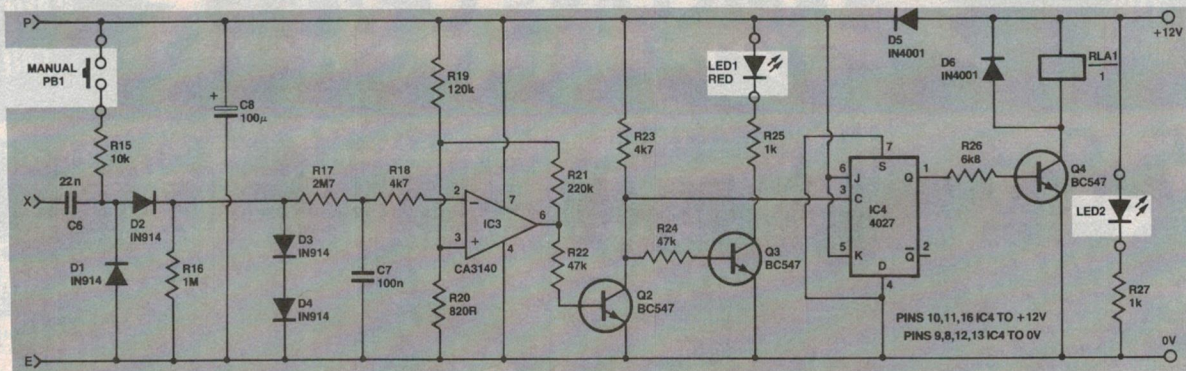 P
+12V
D5
IN4001
MANUAL
PB1
LED1
RED
D6
IN4001
RLA1
1
R19
120k
+
C8
100µ
R15
10k
R23
4k7
R25
1k
7
S
R17
2M7
R18
4k7
R21
220k
6
J
Q
1
R26
6k8
Q4
BC547
22n
X
C6
D2
IN914
2
−
7
IC3
6
3
C
IC4
4027
LED2
D3
IN914
3
+
4
CA3140
R22
47k
R24
47k
Q3
BC547
5
K
Q̅
2
D1
IN914
R16
1M
C7
100n
D
4
D4
IN914
R20
820R
Q2
BC547
R27
1k
PINS 10,11,16 IC4 TO +12V
PINS 9,8,12,13 IC4 TO 0V
E
0V